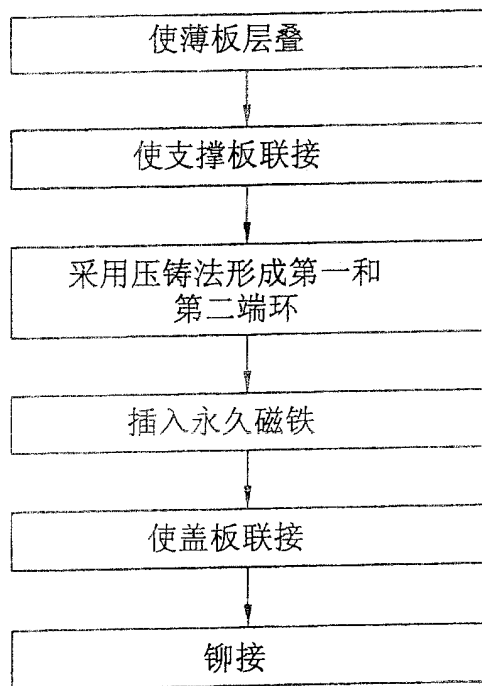 使薄板层叠
使支撑板联接
采用压铸法形成第一和
第二端环
插入永久磁铁
使盖板联接
铆接